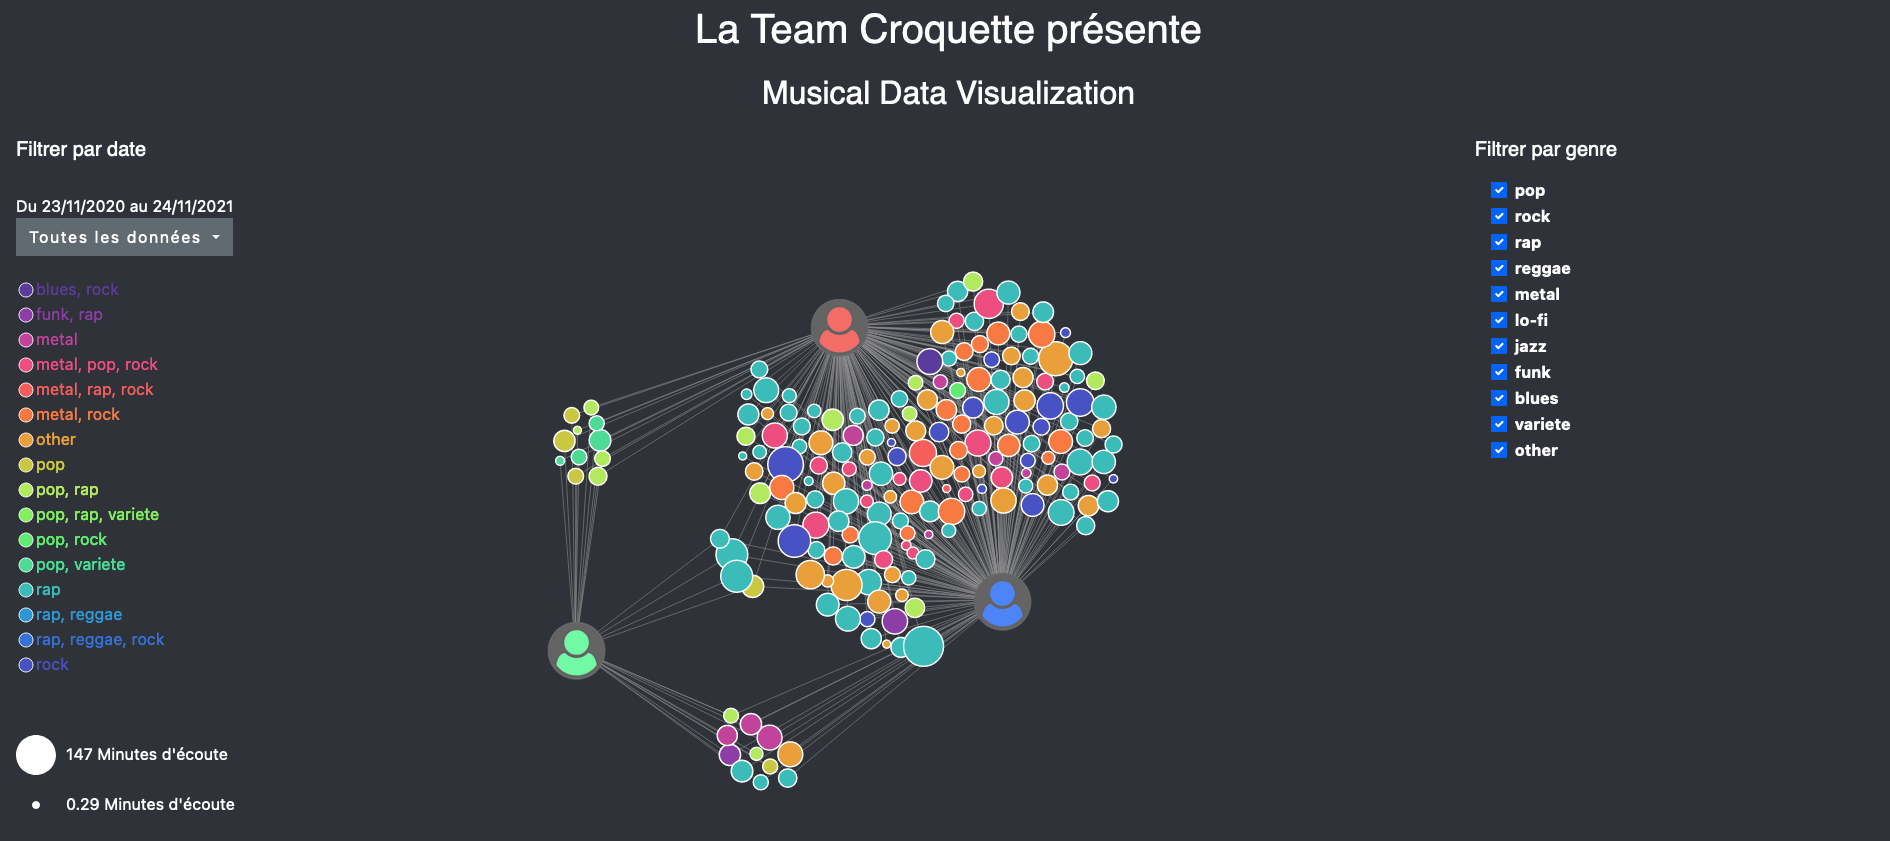 La Team Croquette présente
Musical Data Visualization
Filtrer par date
Du 23/11/2020 au 24/11/2021
Toutes les données
blues, rock
funk, rap
metal
metal, pop, rock
metal, rap, rock
metal, rock
other
pop
pop, rap
pop, rap, variete
pop, rock
pop, variete
rap
rap, reggae
rap, reggae, rock
rock
147 Minutes d'écoute
0.29 Minutes d'écoute
Filtrer par genre
pop
rock
rap
reggae
metal
lo-fi
jazz
funk
blues
variete
other